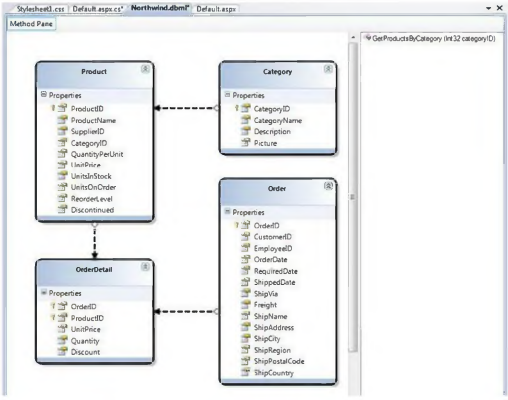 Stylesheet1.css
Default.aspx.cs*
Northwind.dbml*
Default.aspx
Method Pane
GetProductsByCategory (Int32 categoryID)
Product
Properties
ProductID
ProductName
SupplierID
CategoryID
QuantityPerUnit
UnitPrice
UnitsInStock
UnitsOnOrder
ReorderLevel
Discontinued
Category
Properties
CategoryID
CategoryName
Description
Picture
OrderDetail
Properties
OrderID
ProductID
UnitPrice
Quantity
Discount
Order
Properties
OrderID
CustomerID
EmployeeID
OrderDate
RequiredDate
ShippedDate
ShipVia
Freight
ShipName
ShipAddress
ShipCity
ShipRegion
ShipPostalCode
ShipCountry